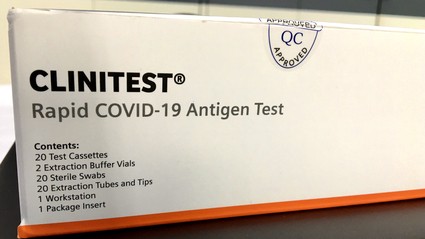 APPROVED
QC
APPROVED
CLINITEST®
Rapid COVID-19 Antigen Test
Contents:
20 Test Cassettes
2 Extraction Buffer Vials
20 Sterile Swabs
20 Extraction Tubes and Tips
1 Workstation
1 Package Insert